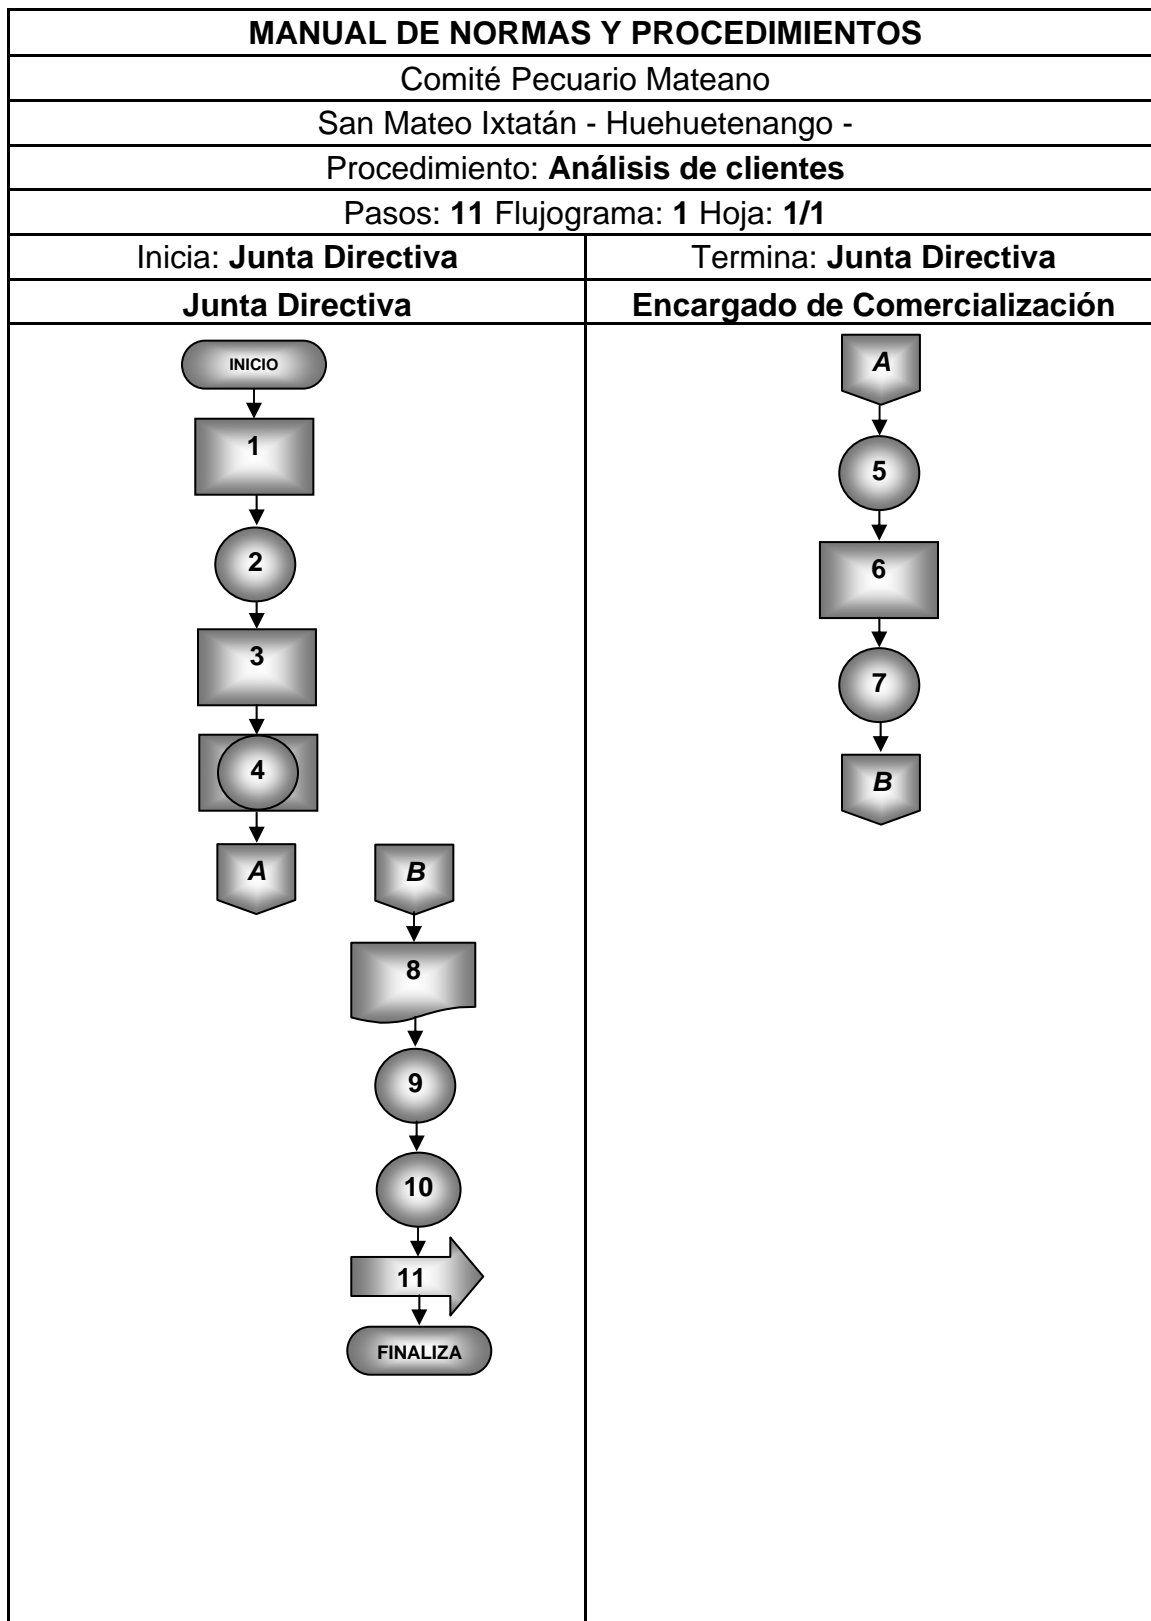 MANUAL DE NORMAS Y PROCEDIMIENTOS
Comité Pecuario Mateano
San Mateo Ixtatán - Huehuetenango -
Procedimiento: Análisis de clientes
Pasos: 11 Flujograma: 1 Hoja: 1/1
Inicia: Junta Directiva
Termina: Junta Directiva
Junta Directiva
Encargado de Comercialización
INICIO
1
2
3
4
A
B
8
9
10
11
FINALIZA
A
5
6
7
B